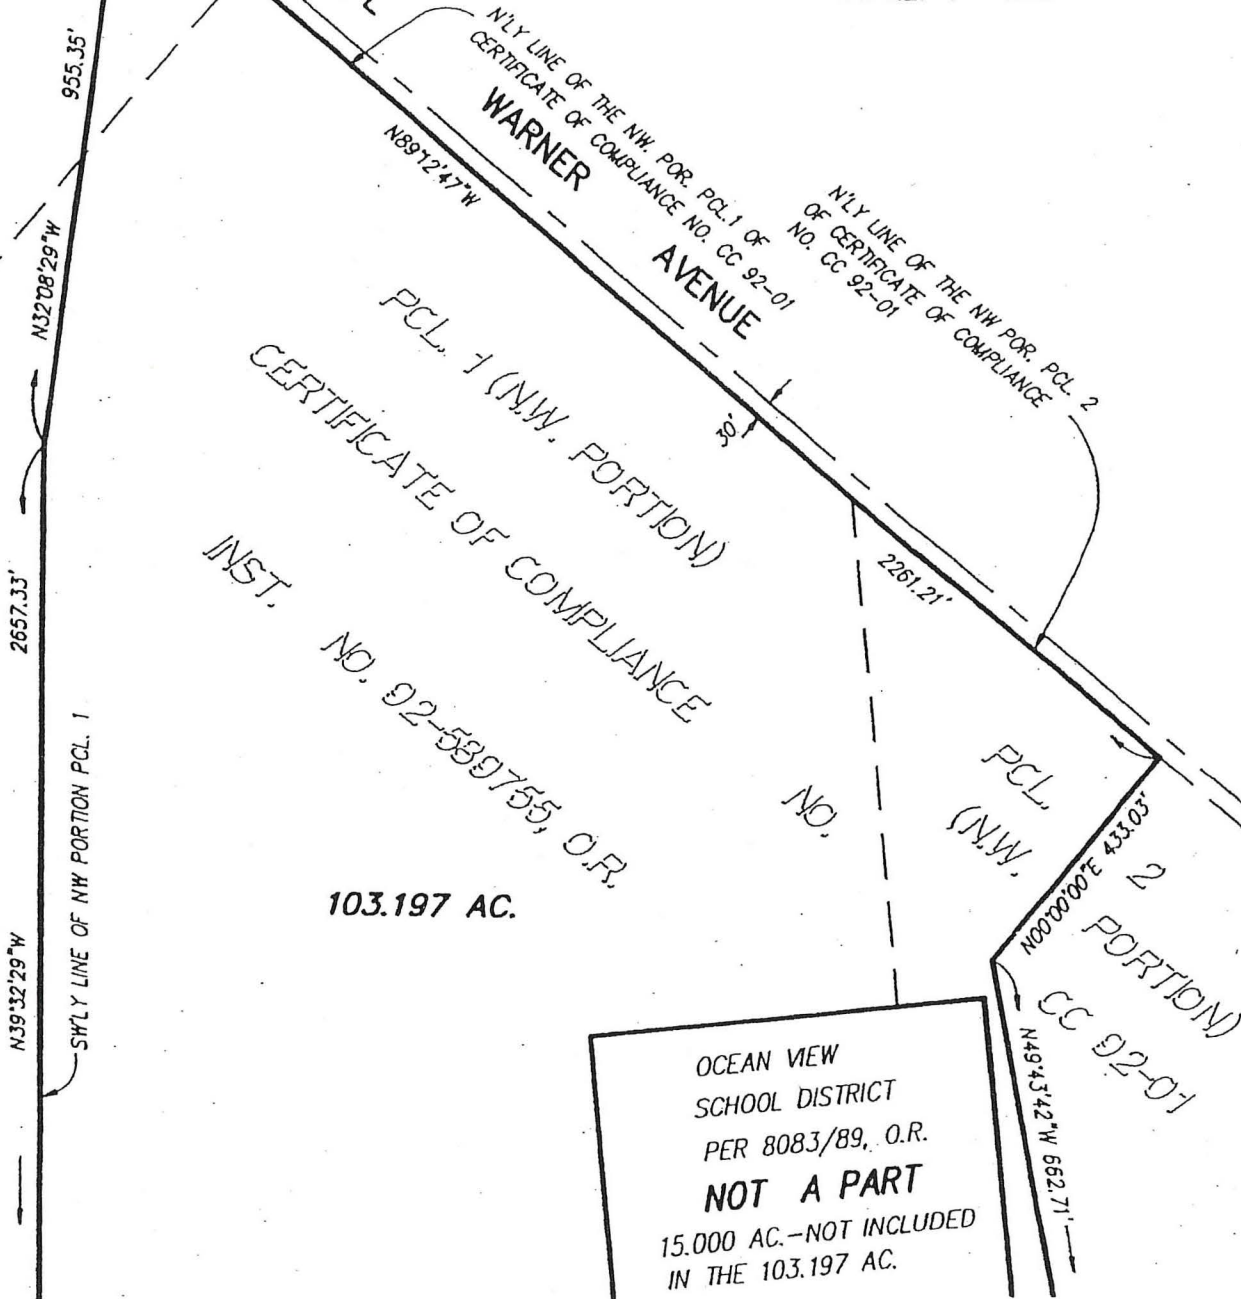 955.35'
N32°08'29"W
2657.33'
N39°32'29"W
SW'LY LINE OF NW PORTION PCL. 1
N'LY LINE OF THE NW. POR. PCL.1 OF
CERTIFICATE OF COMPLIANCE NO. CC 92-01
WARNER
AVENUE
N89°12'47"W
N'LY LINE OF THE NW POR. PCL. 2
OF CERTIFICATE OF COMPLIANCE
NO. CC 92-01
30'
2261.21'
PCL. 1 (N.W. PORTION)
CERTIFICATE OF COMPLIANCE
INST. NO. 92-589755, O.R.
NO.
103.197 AC.
PCL. 2
(N.W. PORTION)
CC 92-01
N00°00'00"E 433.03'
N49°43'42"W 662.71'
OCEAN VIEW
SCHOOL DISTRICT
PER 8083/89, O.R.
NOT A PART
15.000 AC.-NOT INCLUDED
IN THE 103.197 AC.